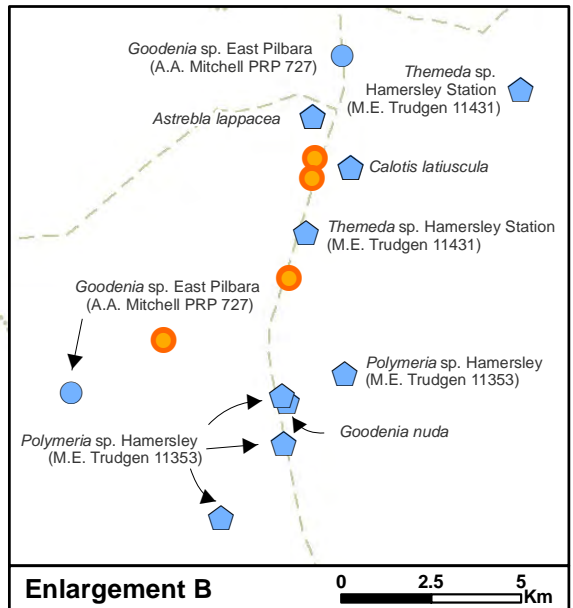 Goodenia sp. East Pilbara
(A.A. Mitchell PRP 727)
Themeda sp.
Hamersley Station
(M.E. Trudgen 11431)
Astrebla lappacea
Calotis latiuscula
Themeda sp. Hamersley Station
(M.E. Trudgen 11431)
Goodenia sp. East Pilbara
(A.A. Mitchell PRP 727)
Polymeria sp. Hamersley
(M.E. Trudgen 11353)
Goodenia nuda
Polymeria sp. Hamersley
(M.E. Trudgen 11353)
Enlargement B
0 2.5 5
Km